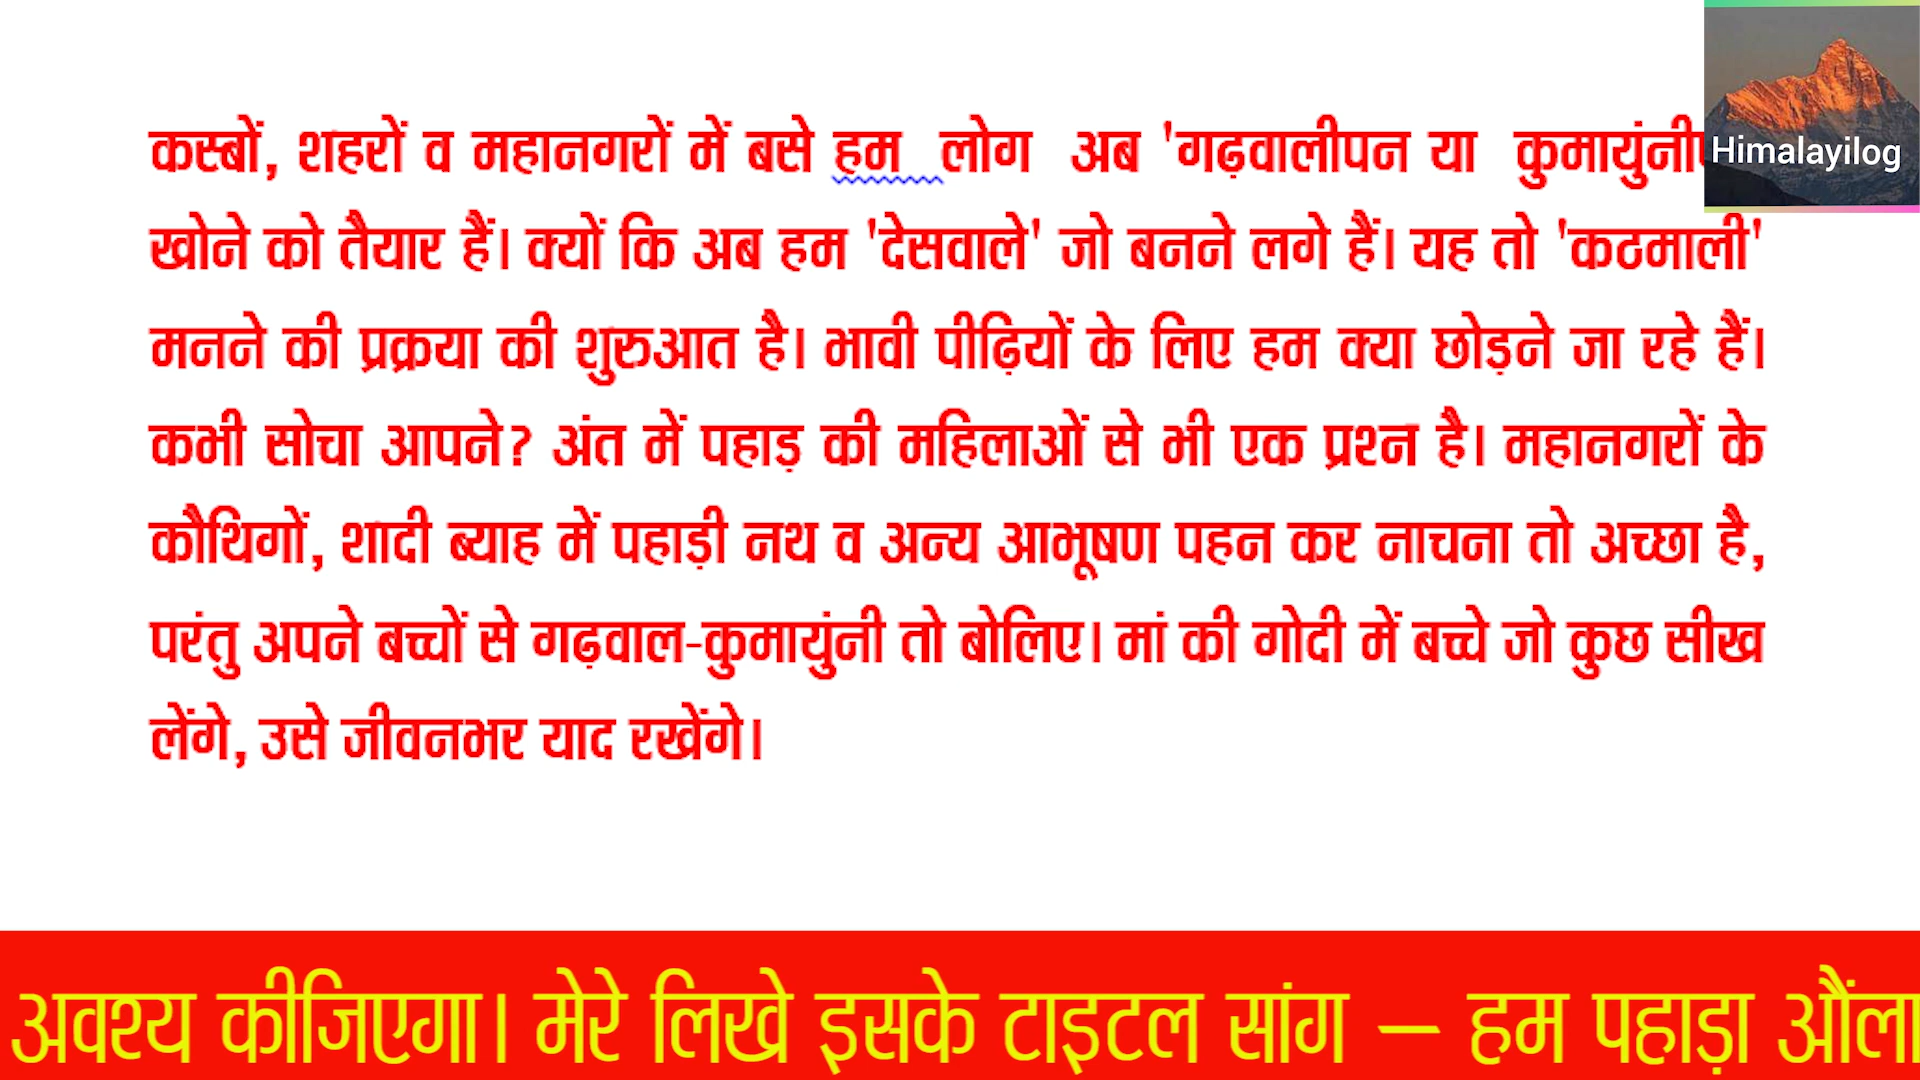 कस्बों, शहरों व महानगरों में बसे हम लोग अब 'गढ़वालीपन या
Himalayilog
खोने को तैयार हैं। क्यों कि अब हम 'देसवाले' जो बनने लगे हैं। यह तो 'कठमाली'
मनने की प्रक्रया की शुरुआत है। भावी पीढ़ियों के लिए हम क्या छोड़ने जा रहे हैं।
कभी सोचा आपने? अंत में पहाड़ की महिलाओं से भी एक प्रश्न है। महानगरों के
कौथिगों, शादी ब्याह में पहाड़ी नथ व अन्य आभूषण पहन कर नाचना तो अच्छा है,
परंतु अपने बच्चों से गढ़वाल-कुमायुंनी तो बोलिए। मां की गोदी में बच्चे जो कुछ सीख
लेंगे, उसे जीवनभर याद रखेंगे।
अवश्य कीजिएगा। मेरे लिखे इसके टाइटल सांग – हम पहाड़ा औंला